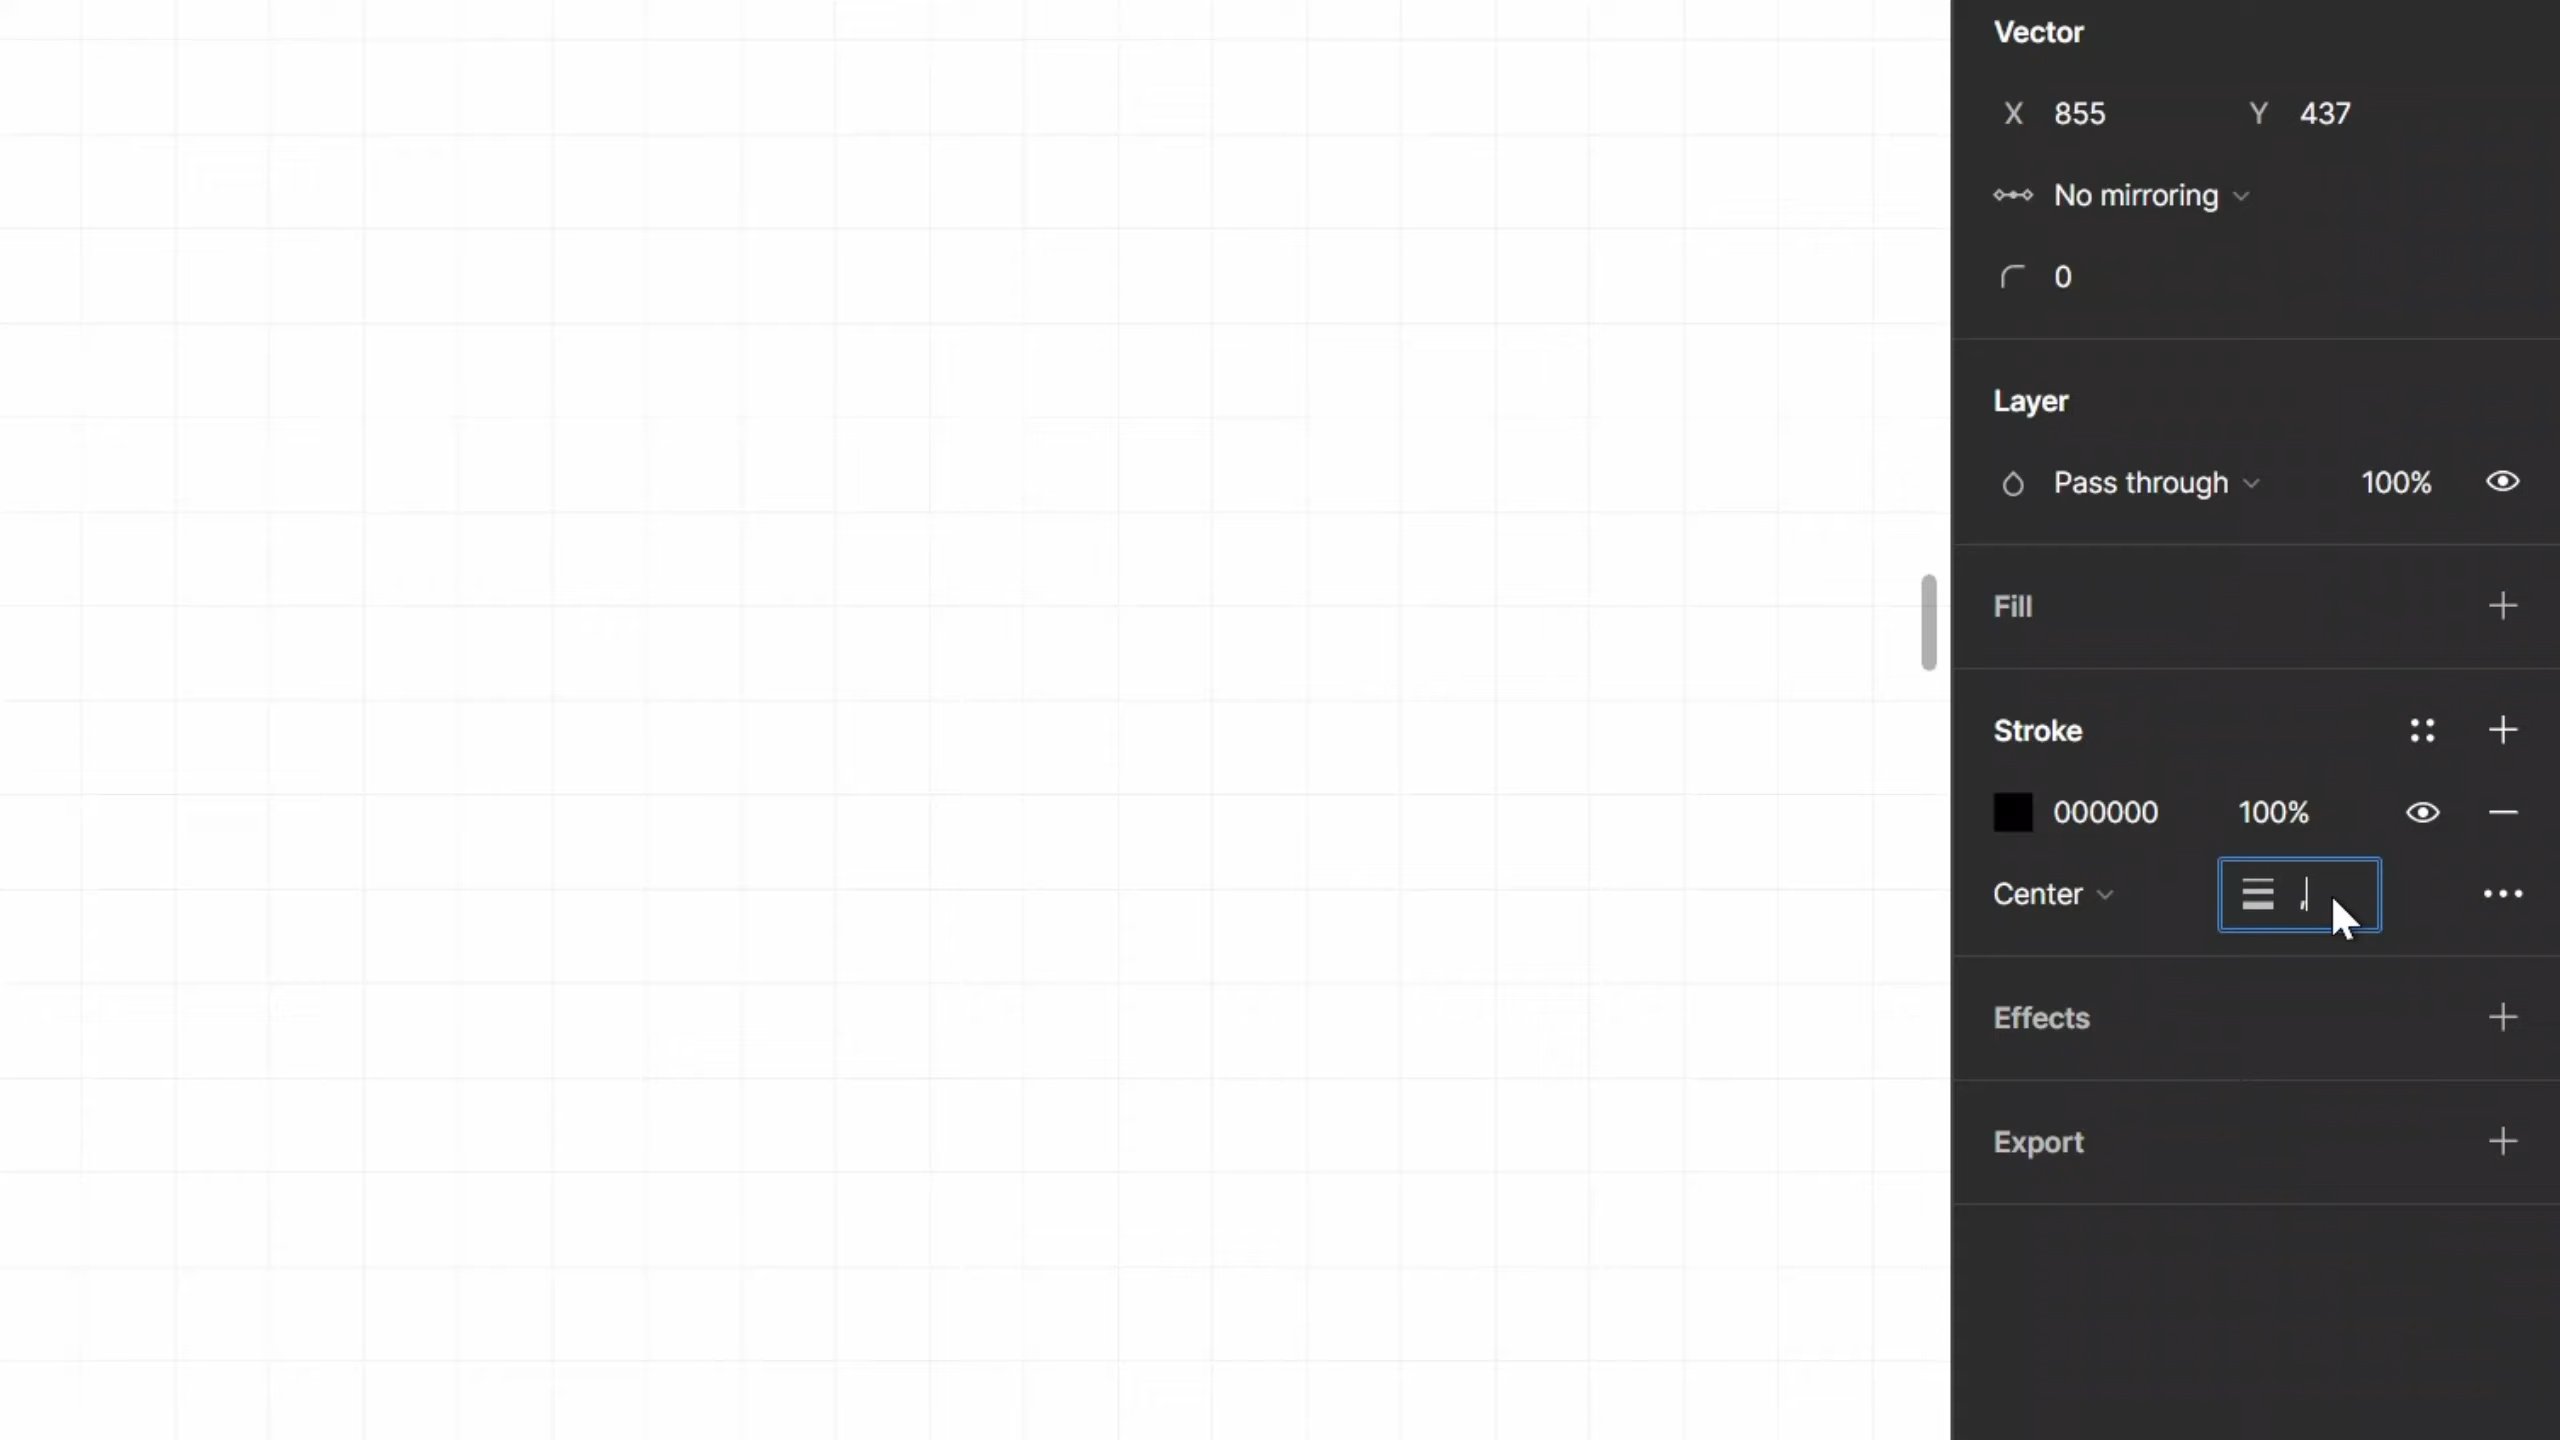 Vector
X 855 Y 437
No mirroring
0
Layer
Pass through 100%
Fill
Stroke
000000 100%
Center ,
Effects
Export